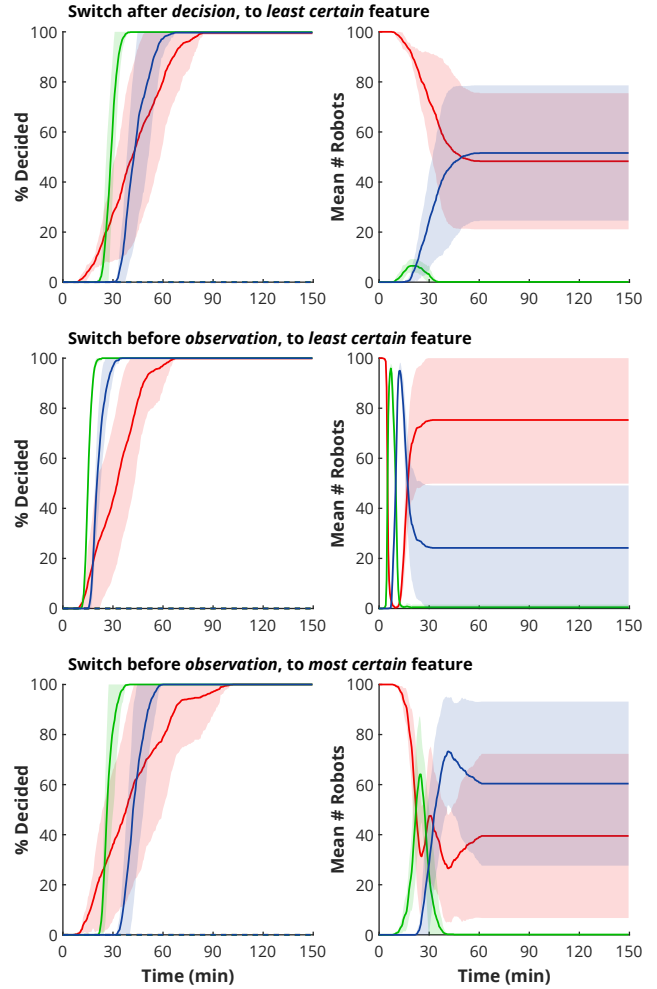 Switch after decision, to least certain feature
% Decided
100
80
60
40
20
0
0 30 60 90 120 150
Mean # Robots
100
80
60
40
20
0
0 30 60 90 120 150
Switch before observation, to least certain feature
% Decided
100
80
60
40
20
0
0 30 60 90 120 150
Mean # Robots
100
80
60
40
20
0
0 30 60 90 120 150
Switch before observation, to most certain feature
% Decided
100
80
60
40
20
0
0 30 60 90 120 150
Time (min)
Mean # Robots
100
80
60
40
20
0
0 30 60 90 120 150
Time (min)